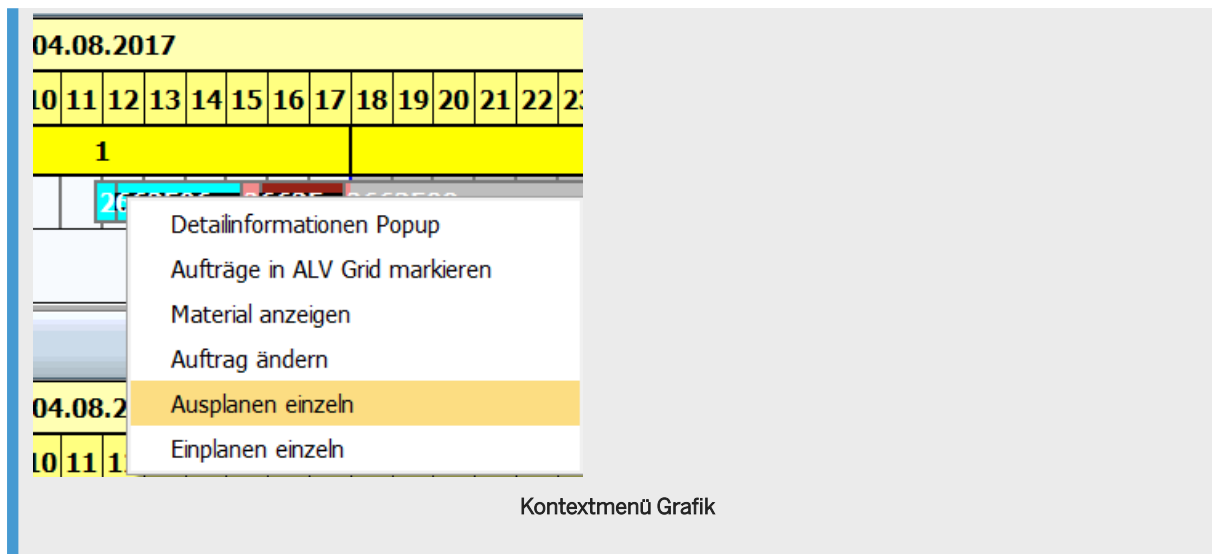 04.08.2017
10 11 12 13 14 15 16 17 18 19 20 21 22
1
Detailinformationen Popup
Aufträge in ALV Grid markieren
Material anzeigen
Auftrag ändern
Ausplanen einzeln
04.08.2
Einplanen einzeln
10 11 1
Kontextmenü Grafik